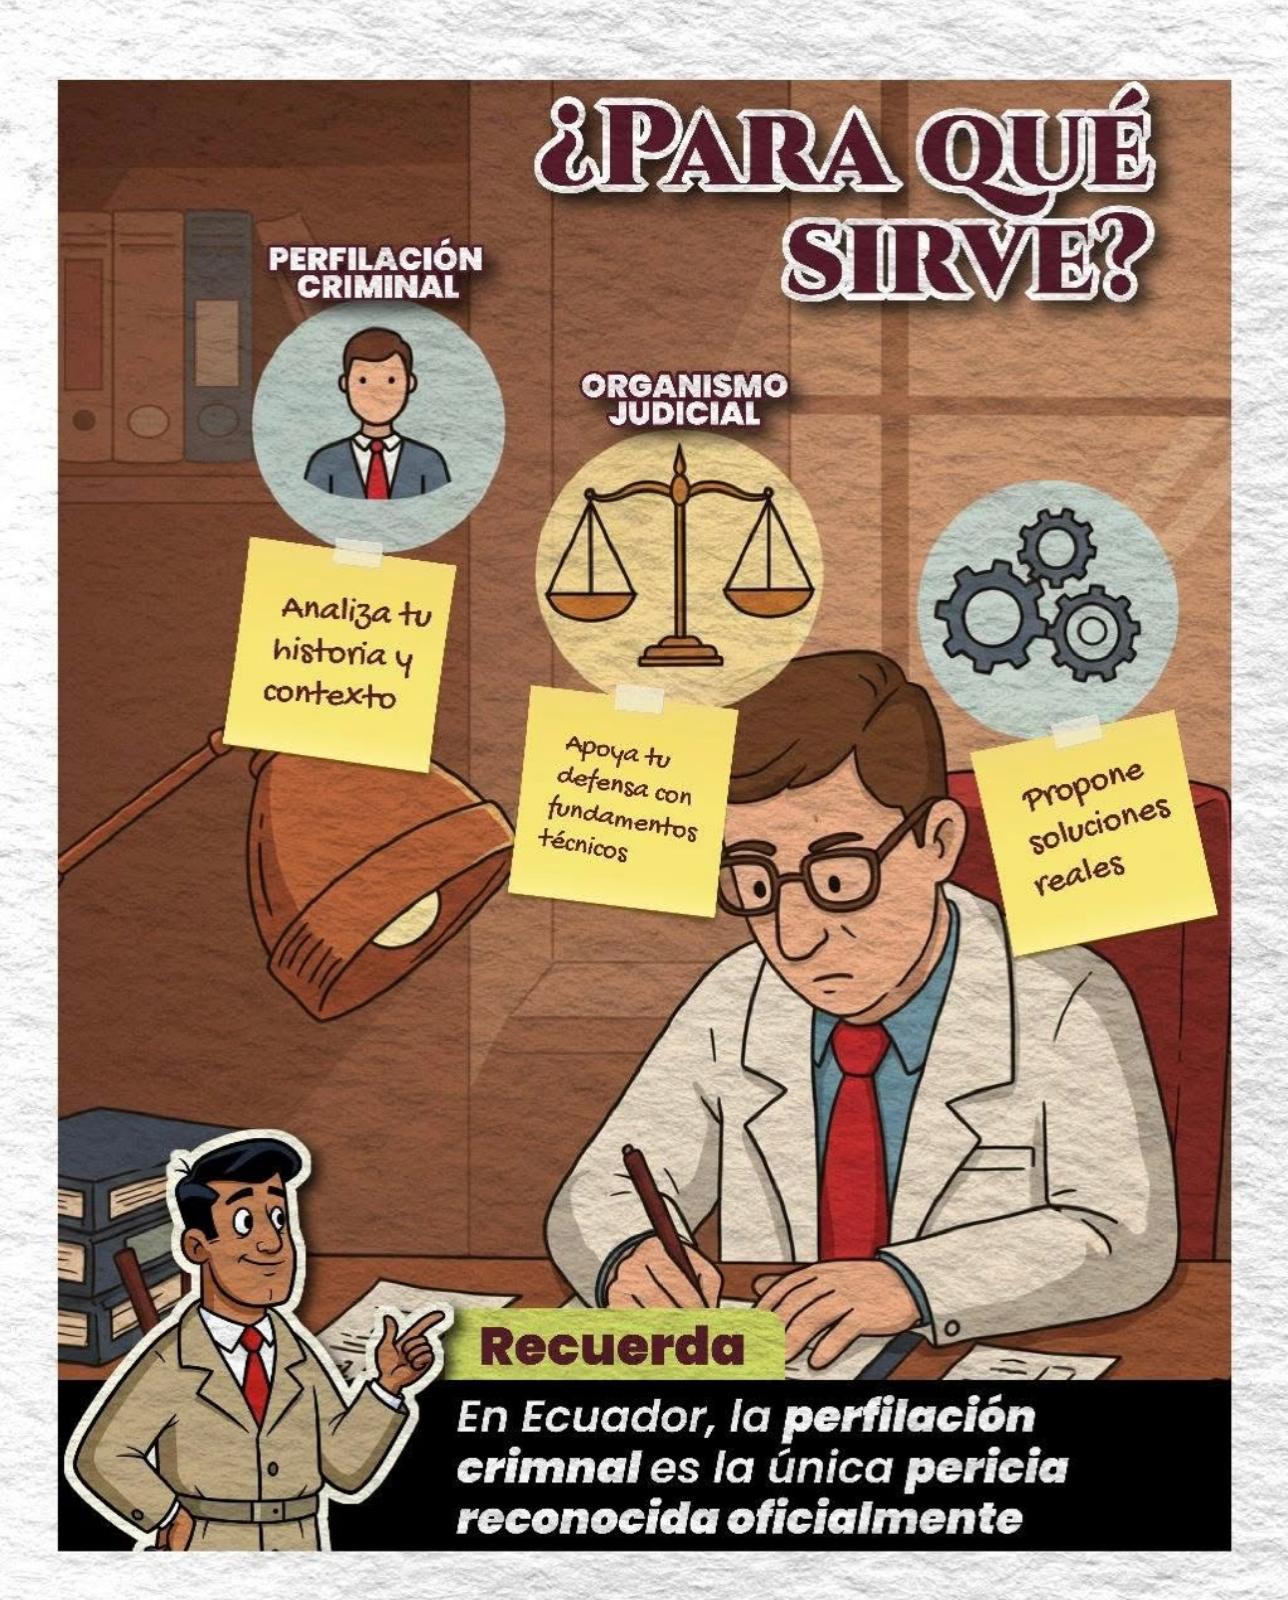 ¿PARA QUÉ
SIRVE?
PERFILACIÓN
CRIMINAL
Analiza tu
historia y
contexto
ORGANISMO
JUDICIAL
Apoya tu
defensa con
fundamentos
técnicos
Propone
soluciones
reales
Recuerda
En Ecuador, la perfilación
crimnal es la única pericia
reconocida oficialmente